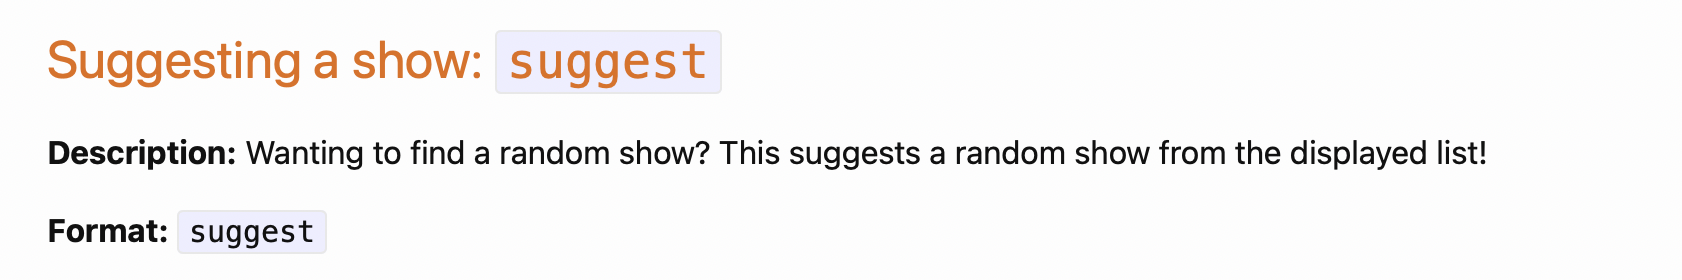 Suggesting a show: suggest
Description: Wanting to find a random show? This suggests a random show from the displayed list!
Format: suggest